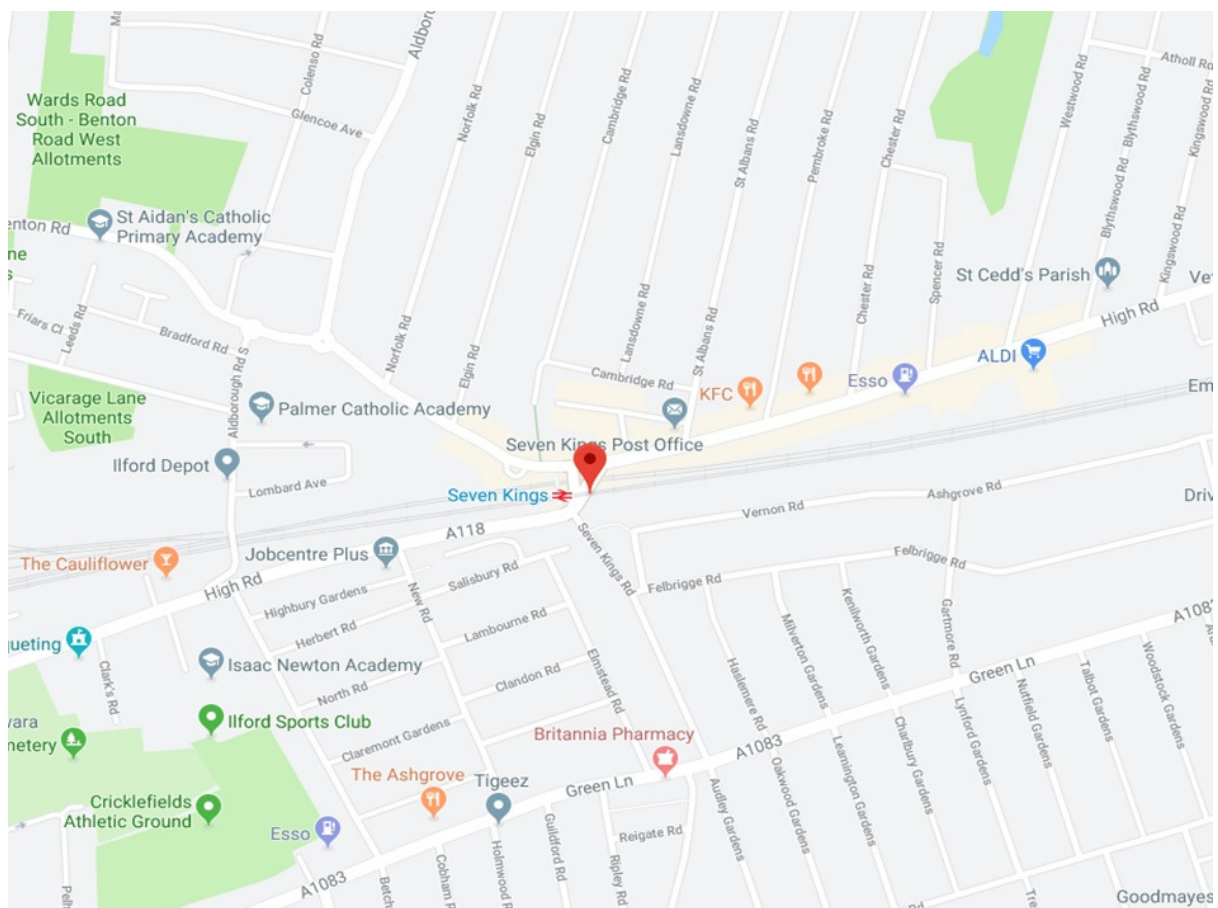 Colenso Rd
Wards Road
South - Benton
Road West
Allotments
Glencoe Ave
Norfolk Rd
Elgin Rd
Cambridge Rd
Lansdowne Rd
St Albans Rd
Pembroke Rd
Chester Rd
Westwood Rd
Blythswood Rd
Atholl Rd
Kingswood Rd
St Aidan's Catholic
Primary Academy
Friars Cl
Leeds Rd
Bradford Rd
Norfolk Rd
Elgin Rd
Lansdowne Rd
St Albans Rd
Chester Rd
Spencer Rd
St Cedd's Parish
Blythswood Rd
Kingswood Rd
High Rd
Cambridge Rd
KFC
Esso
ALDI
Vicarage Lane
Allotments
South
Aldborough Rd S
Palmer Catholic Academy
Seven Kings Post Office
Ilford Depot
Lombard Ave
Seven Kings
Vernon Rd
Ashgrove Rd
A118
The Cauliflower
Jobcentre Plus
High Rd
Highbury Gardens
Salisbury Rd
Seven Kings Rd
Felbrigge Rd
Felbrigge Rd
Herbert Rd
New Rd
Lambourne Rd
Milverton Gardens
Kenilworth Gardens
Gartmore Rd
Green Ln
Clark's Rd
Isaac Newton Academy
North Rd
Clandon Rd
Elmstead Rd
Haslemere Rd
Talbot Gardens
Woodstock Gardens
Ilford Sports Club
Claremont Gardens
Britannia Pharmacy
A1083
Leamington Gardens
Charlbury Gardens
Lynford Gardens
Nutfield Gardens
The Ashgrove
Tigeez
Green Ln
Oakwood Gardens
Audley Gardens
Cricklefields
Athletic Ground
Esso
A1083
Cobham
Holmwood
Guildford Rd
Ripley Rd
Reigate Rd
Goodmayes